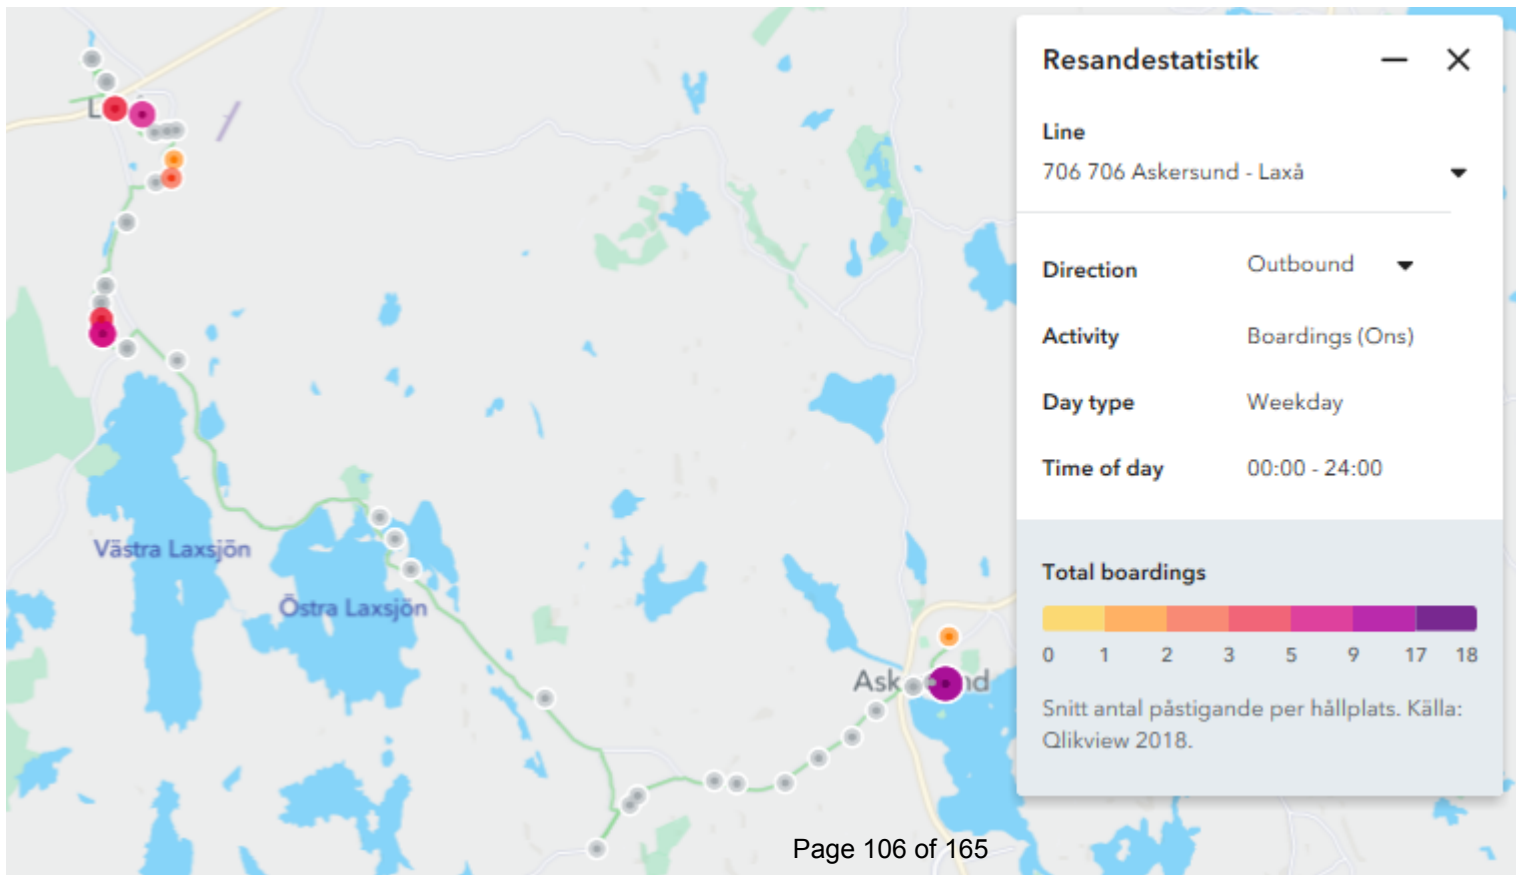 Resandestatistik
Line
706 706 Askersund - Laxå
Direction Outbound
Activity Boardings (Ons)
Day type Weekday
Time of day 00:00 - 24:00
Total boardings
0 1 2 3 5 9 17 18
Snitt antal påstigande per hållplats. Källa:
Qlikview 2018.
Västra Laxsjön
Östra Laxsjön
Page 106 of 165